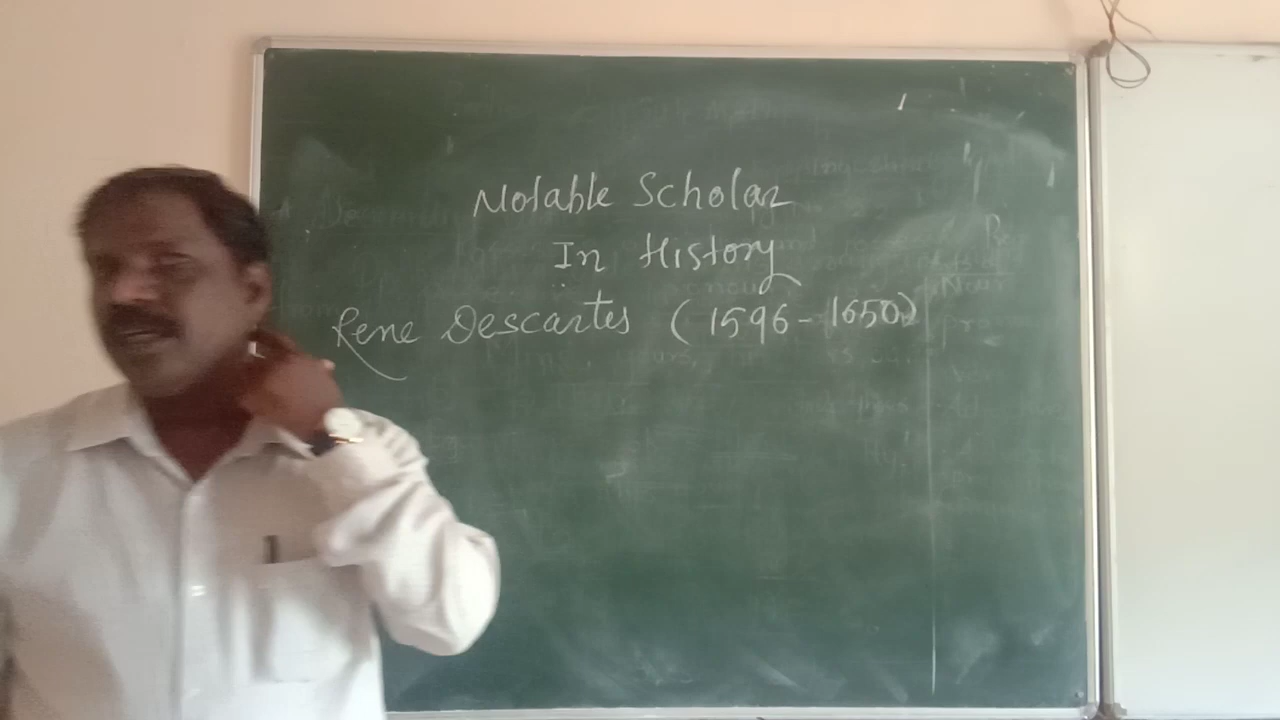 Notable Scholar
In History
Rene Descartes (1596-1650)